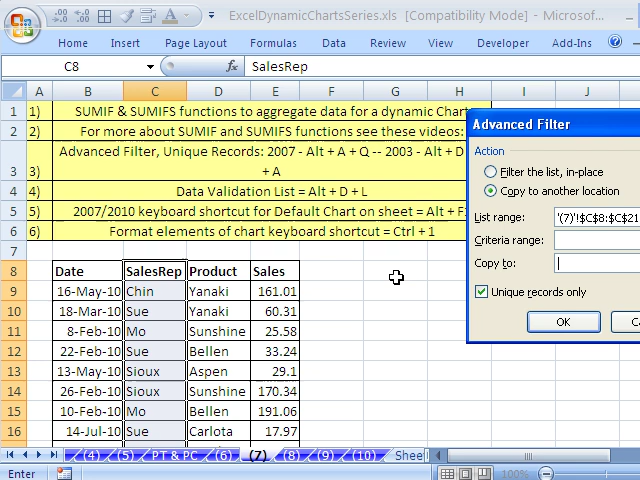 ExcelDynamicChartsSeries.xls [Compatibility Mode] - Microsoft...
Home Insert Page Layout Formulas Data Review View Developer Add-Ins
C8 fx SalesRep
A B C D E F G H I J K
1 1) SUMIF & SUMIFS functions to aggregate data for a dynamic Chart
2 2) For more about SUMIF and SUMIFS functions see these videos:
Advanced Filter, Unique Records: 2007 - Alt + A + Q -- 2003 - Alt + D
3 3) + A
4 4) Data Validation List = Alt + D + L
5 5) 2007/2010 keyboard shortcut for Default Chart on sheet = Alt + F
6 6) Format elements of chart keyboard shortcut = Ctrl + 1
7
8 Date SalesRep Product Sales
9 16-May-10 Chin Yanaki 161.01
10 18-Mar-10 Sue Yanaki 60.31
11 8-Feb-10 Mo Sunshine 25.58
12 22-Feb-10 Sue Bellen 33.24
13 13-May-10 Sioux Aspen 29.1
14 26-Feb-10 Sioux Sunshine 170.34
15 10-Feb-10 Mo Bellen 191.06
16 14-Jul-10 Sue Carlota 17.97
Advanced Filter
Action
Filter the list, in-place
Copy to another location
List range: '(7)'!$C$8:$C$21
Criteria range:
Copy to:
Unique records only
OK Ca
(4) (5) PT & PC (6) (7) (8) (9) (10) Sheet
Enter 100%